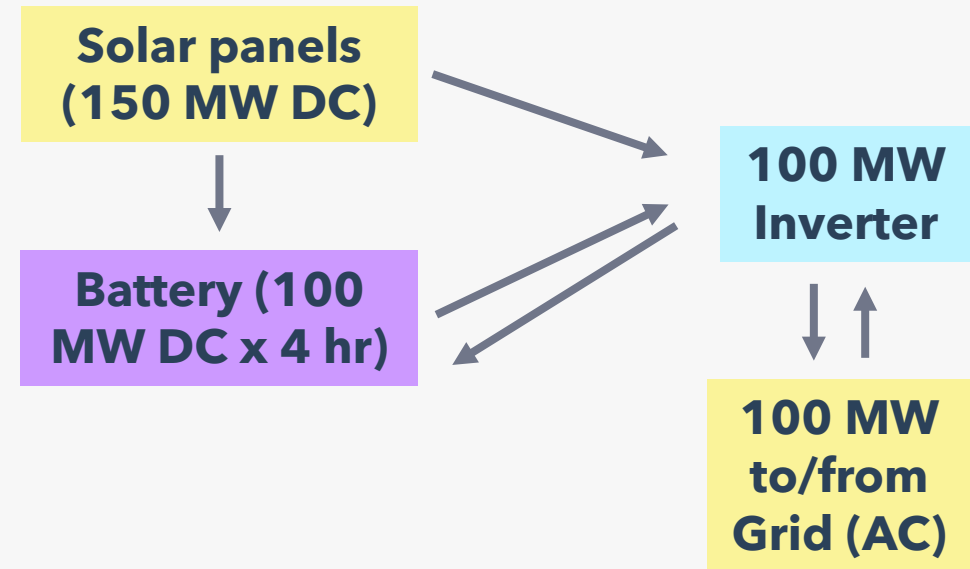 Solar panels
(150 MW DC)
100 MW
Inverter
Battery (100
MW DC x 4 hr)
100 MW
to/from
Grid (AC)